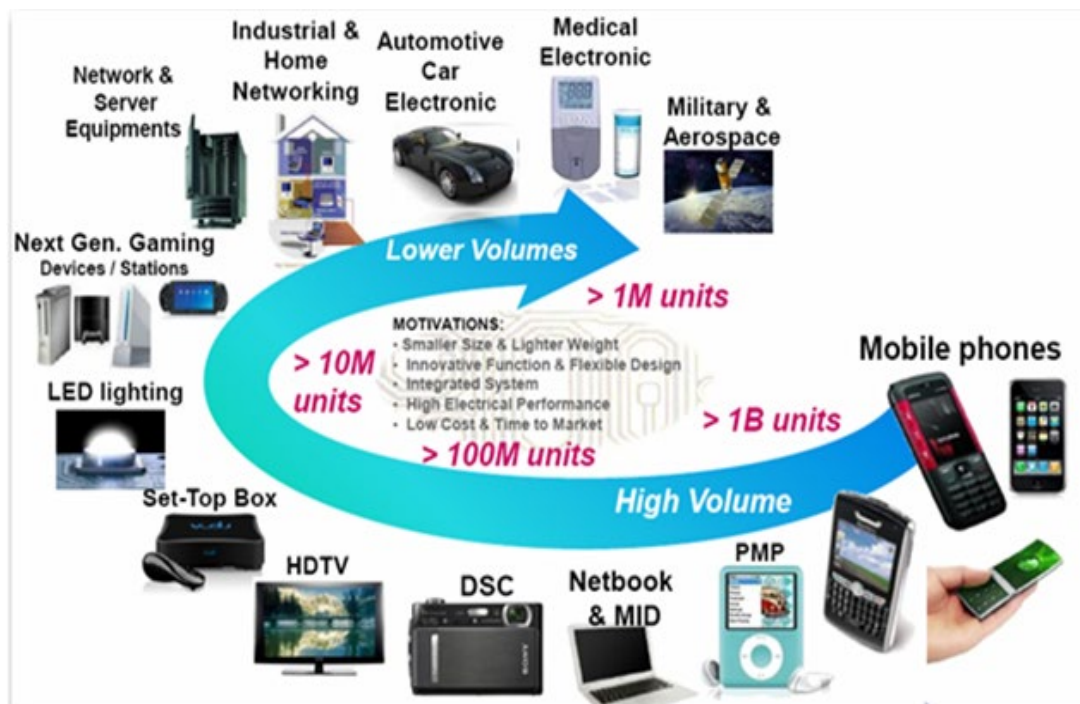 Industrial &
Home
Networking
Automotive
Car
Electronic
Medical
Electronic
Network &
Server
Equipments
Military &
Aerospace
Next Gen. Gaming
Devices / Stations
Lower Volumes
> 1M units
MOTIVATIONS:
• Smaller Size & Lighter Weight
• Innovative Function & Flexible Design
• Integrated System
• High Electrical Performance
• Low Cost & Time to Market
> 10M
units
Mobile phones
LED lighting
> 1B units
> 100M units
High Volume
Set-Top Box
VUDU
HDTV
DSC
SONY
Netbook
& MID
PMP